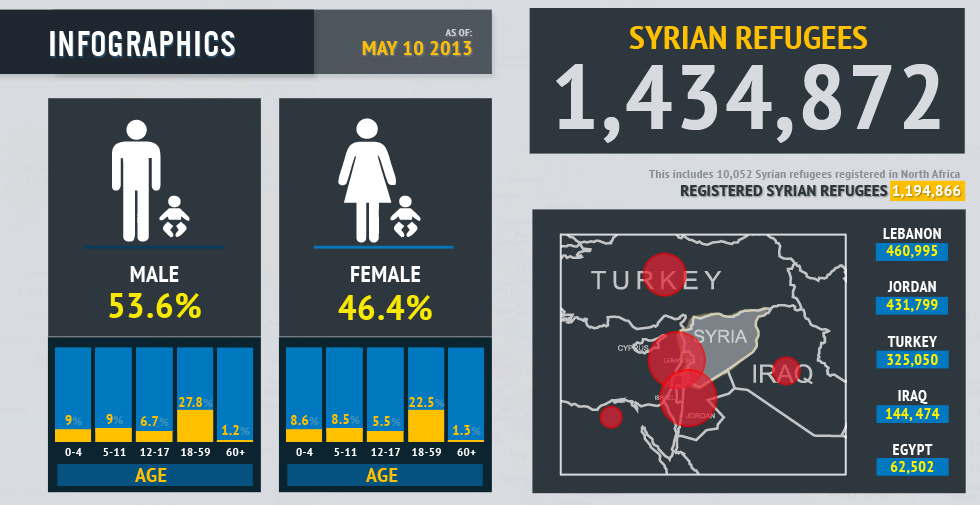 INFOGRAPHICS
AS OF:
MAY 10 2013
MALE
53.6%
9%
9%
6.7%
27.8%
1.2%
0-4
5-11
12-17
18-59
60+
AGE
FEMALE
46.4%
8.6%
8.5%
5.5%
22.5%
1.3%
0-4
5-11
12-17
18-59
60+
AGE
SYRIAN REFUGEES
1,434,872
This includes 10,052 Syrian refugees registered in North Africa
REGISTERED SYRIAN REFUGEES 1,194,866
TURKEY
SYRIA
CYPRUS
LEBANON
IRAQ
ISRAEL
JORDAN
LEBANON
460,995
JORDAN
431,799
TURKEY
325,050
IRAQ
144,474
EGYPT
62,502